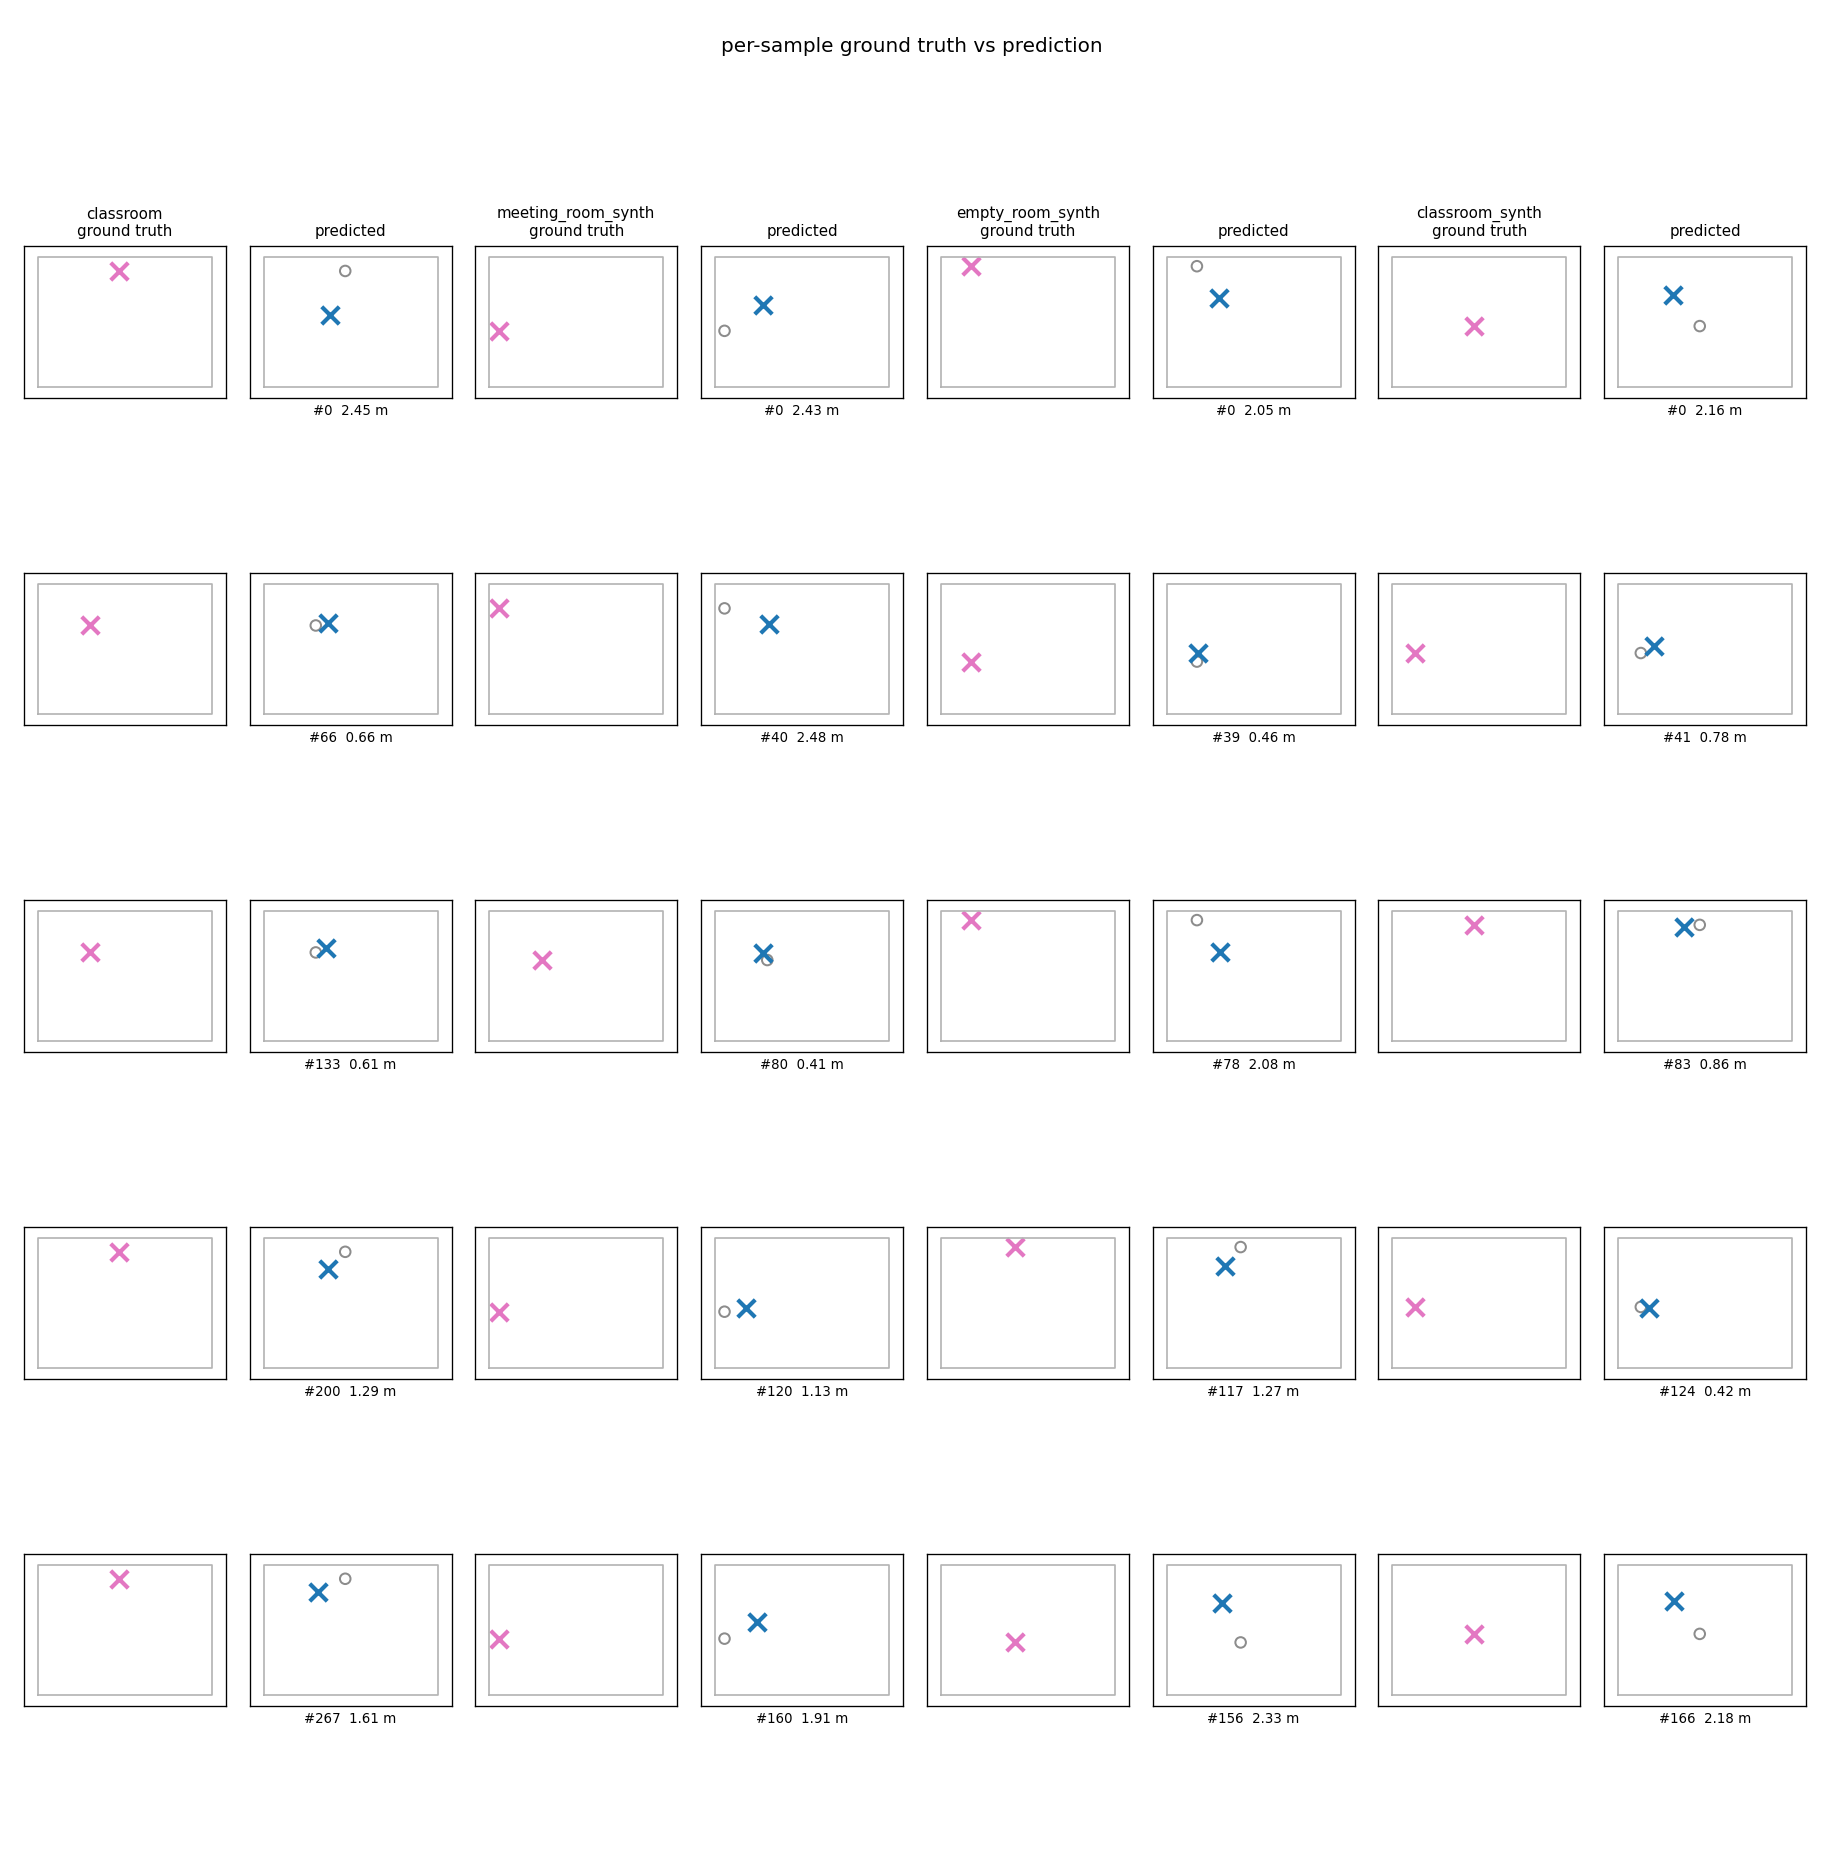 per-sample ground truth vs prediction
classroom
ground truth
predicted
meeting_room_synth
ground truth
predicted
empty_room_synth
ground truth
predicted
classroom_synth
ground truth
predicted
#0  2.45 m
#0  2.43 m
#0  2.05 m
#0  2.16 m
#66  0.66 m
#40  2.48 m
#39  0.46 m
#41  0.78 m
#133  0.61 m
#80  0.41 m
#78  2.08 m
#83  0.86 m
#200  1.29 m
#120  1.13 m
#117  1.27 m
#124  0.42 m
#267  1.61 m
#160  1.91 m
#156  2.33 m
#166  2.18 m